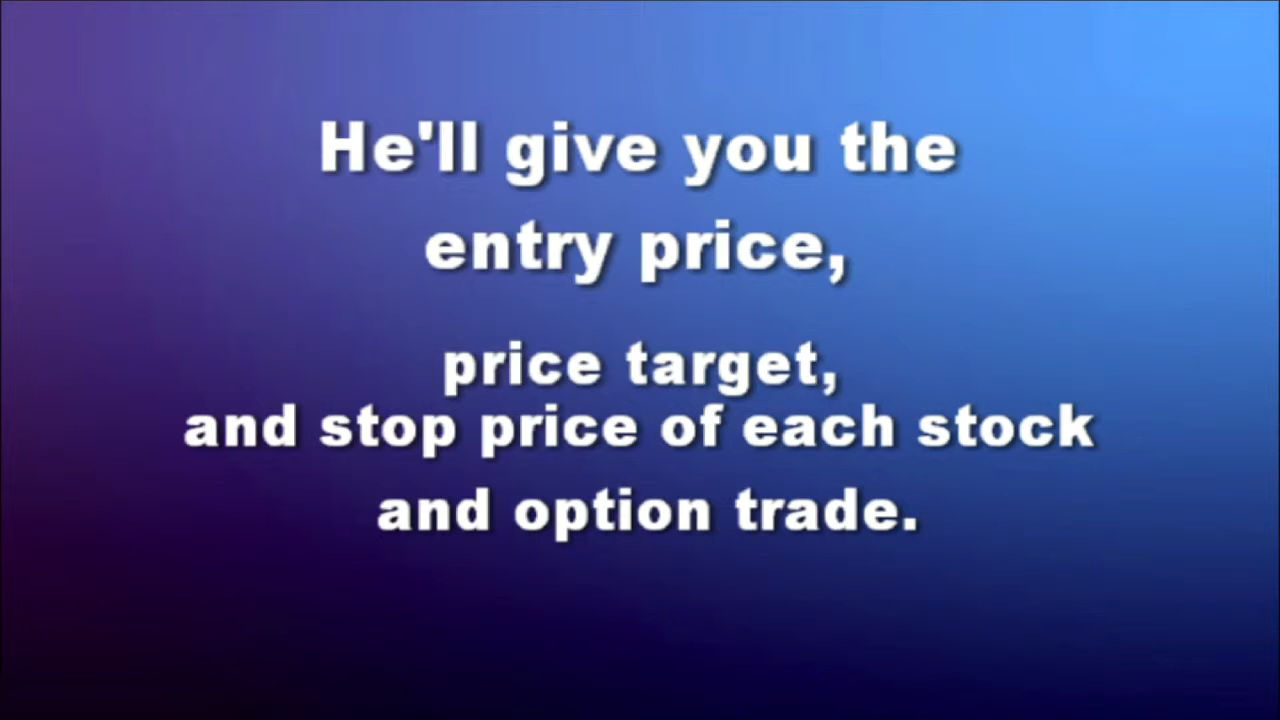 He'll give you the
entry price,
price target,
and stop price of each stock
and option trade.